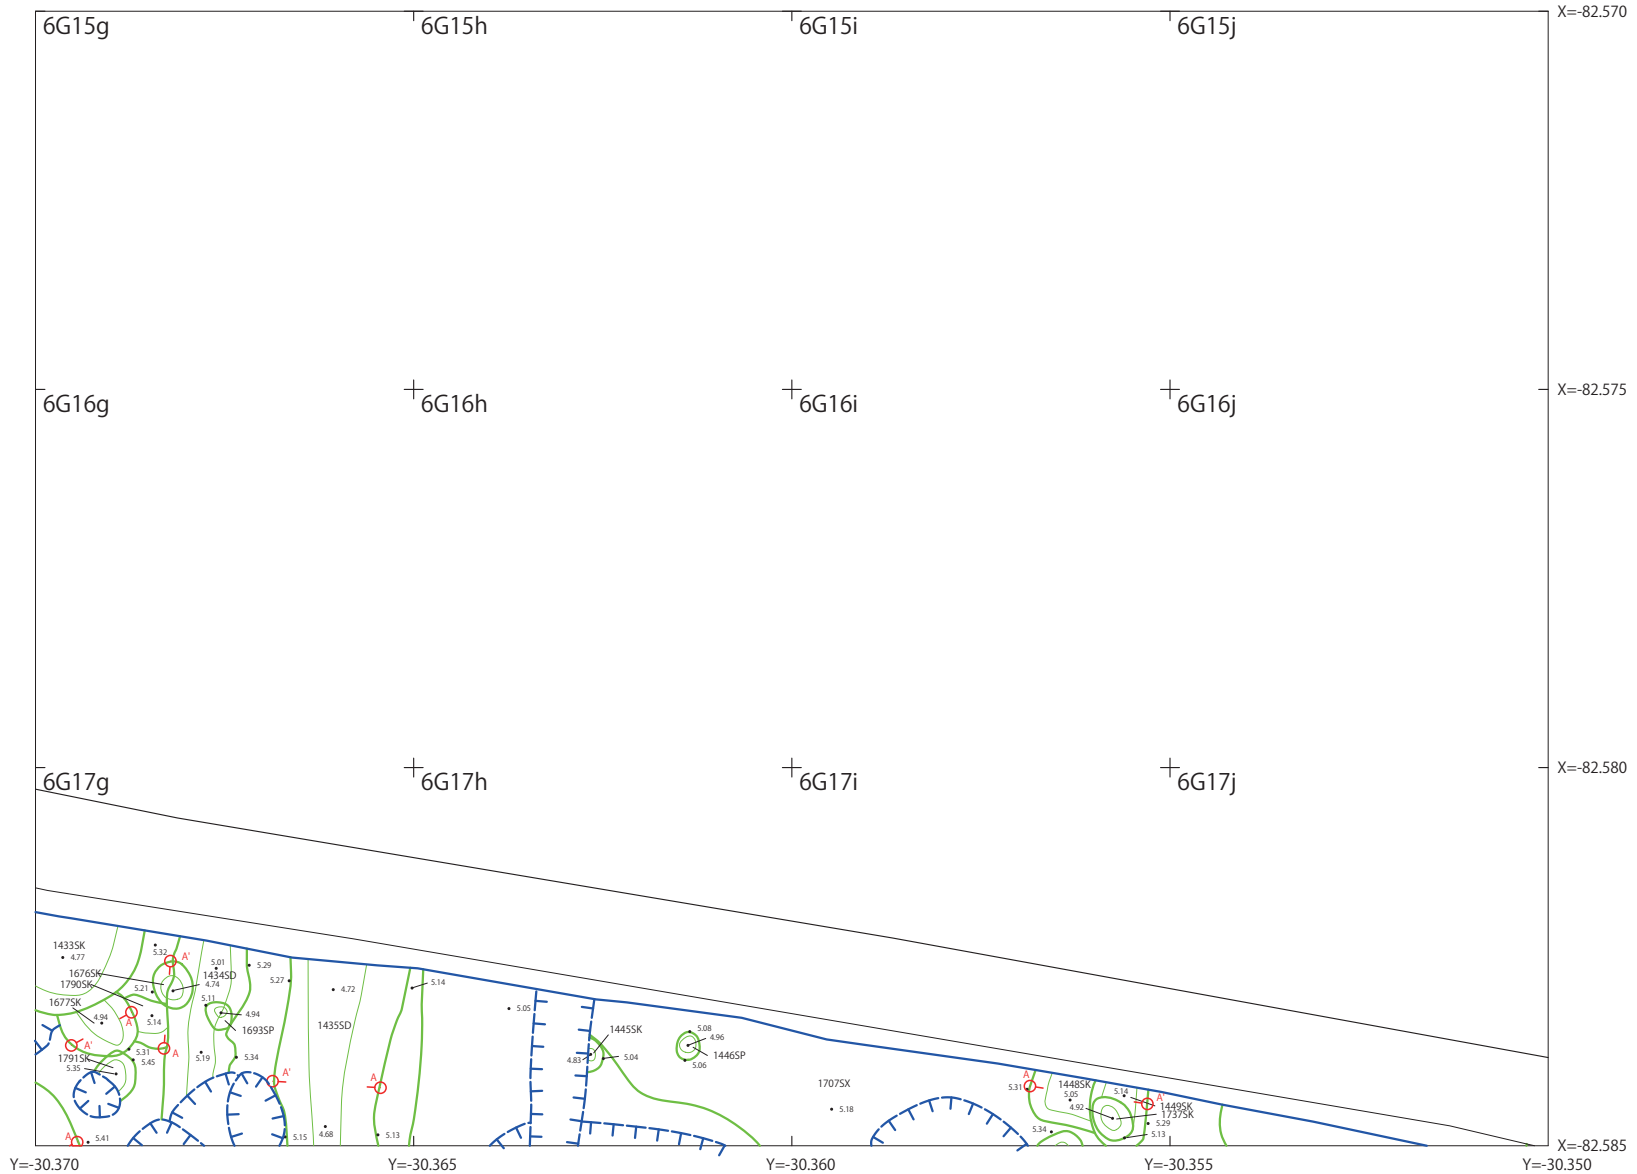 6G15g 6G15h 6G15i 6G15j X=-82.570
6G16g 6G16h 6G16i 6G16j X=-82.575
6G17g 6G17h 6G17i 6G17j X=-82.580
1433SK
4.77
5.32
A'
5.01
5.29
1676SK
1434SD
4.74
1790SK
5.21
5.27
4.72
5.14
1677SK
5.11
4.94
A
5.14
4.94
1693SP
1435SD
5.05
A'
5.31
A
5.45
5.19
5.34
1791SK
5.35
A'
A
1445SK
4.83
5.04
5.08
4.96
1446SP
5.06
1707SX
5.18
A
5.31
1448SK
5.05
5.14
A'
4.92
1449SK
1737SK
5.29
5.34
5.13
A
5.41
5.15
4.68
5.13
X=-82.585
Y=-30.370 Y=-30.365 Y=-30.360 Y=-30.355 Y=-30.350